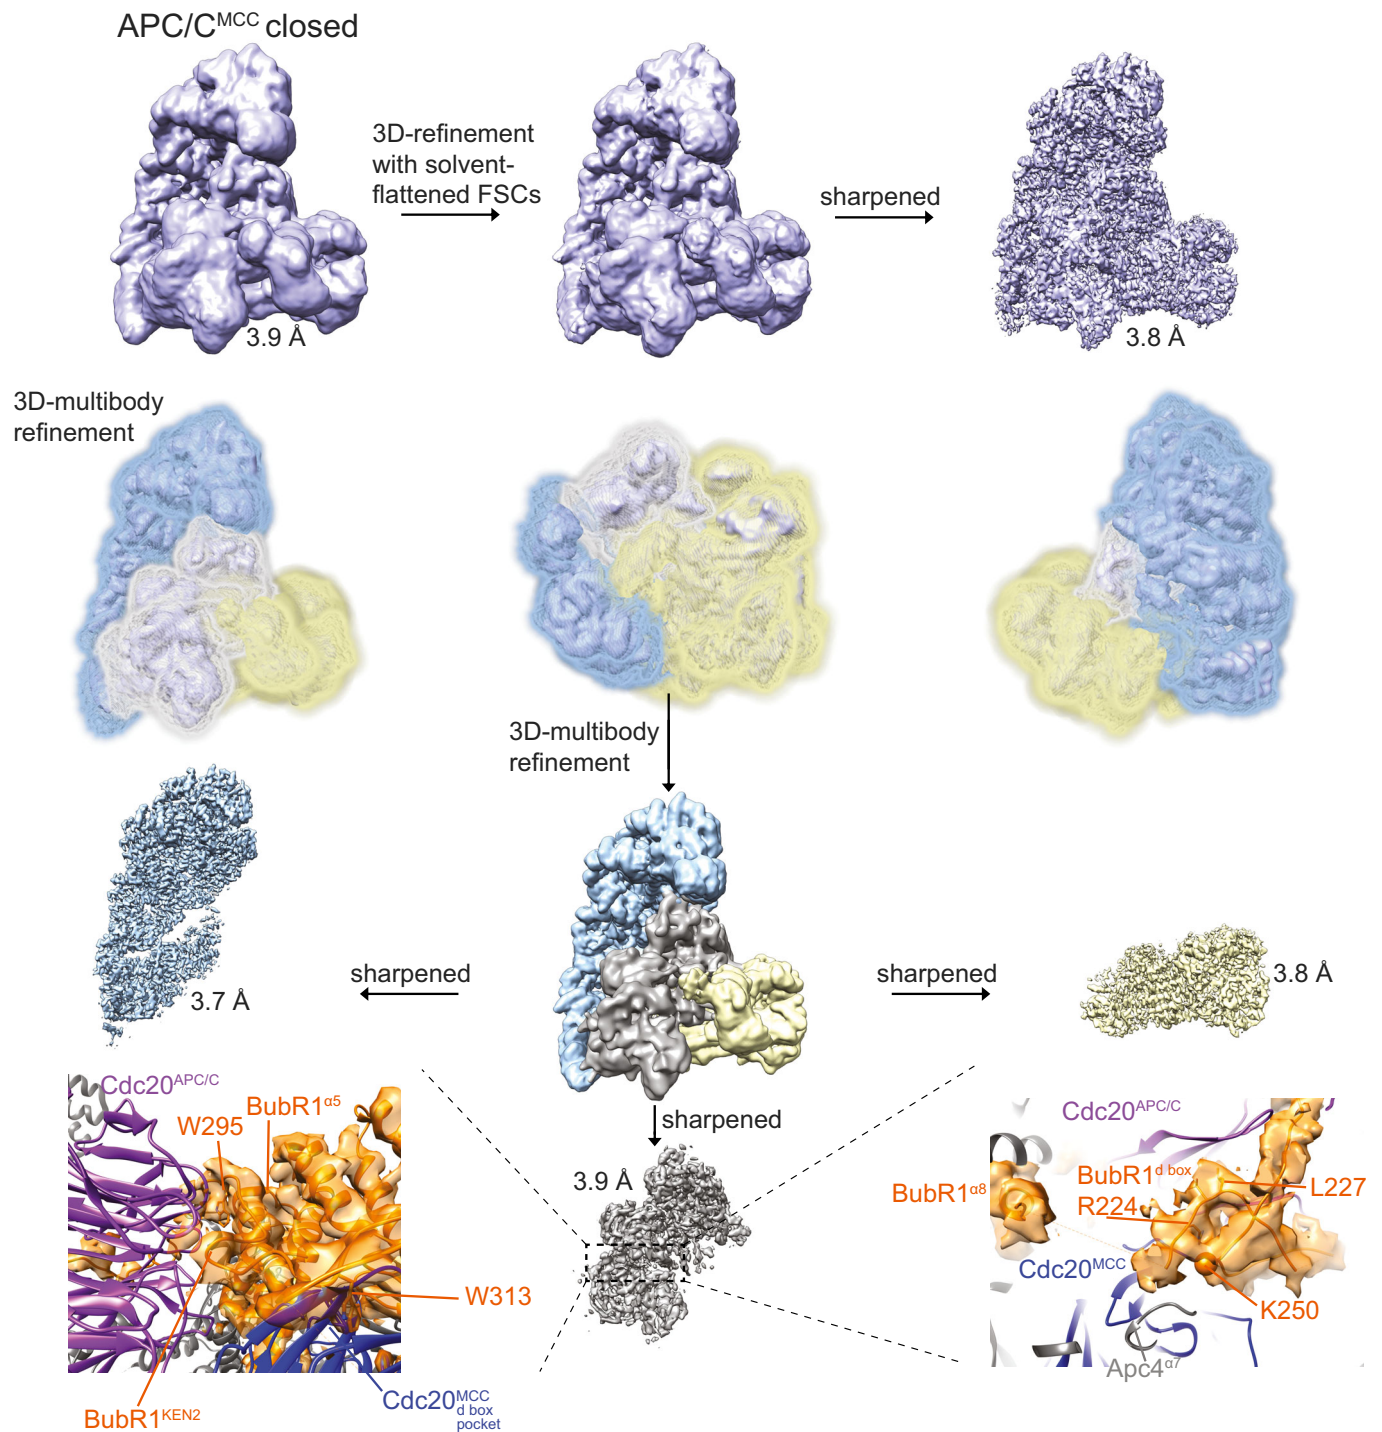 APC/C^MCC closed
3D-refinement
with solvent-
flattened FSCs
sharpened
3.9 Å
3.8 Å
3D-multibody
refinement
3D-multibody
refinement
sharpened
3.7 Å
sharpened
3.8 Å
sharpened
3.9 Å
Cdc20^APC/C
BubR1^α5
W295
W313
Cdc20^MCC
d box
pocket
BubR1^KEN2
Cdc20^APC/C
BubR1^d box
BubR1^α8
R224
L227
Cdc20^MCC
K250
Apc4^α7